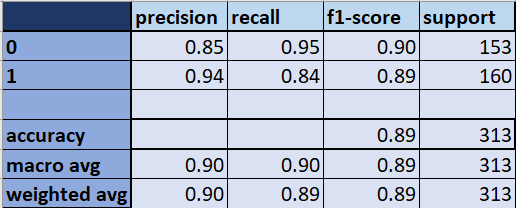 precision recall f1-score support
0 0.85 0.95 0.90 153
1 0.94 0.84 0.89 160
accuracy 0.89 313
macro avg 0.90 0.90 0.89 313
weighted avg 0.90 0.89 0.89 313